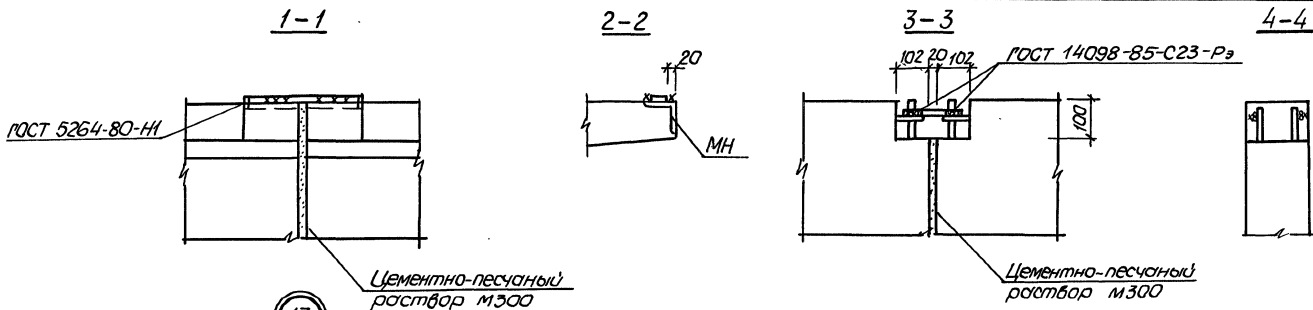 1-1
2-2
3-3
4-4
20
102 20 102
ГОСТ 14098-85-С23-Рэ
ГОСТ 5264-80-Н1
100
МН
Цементно-песчаный
раствор М300
Цементно-песчаный
раствор М300